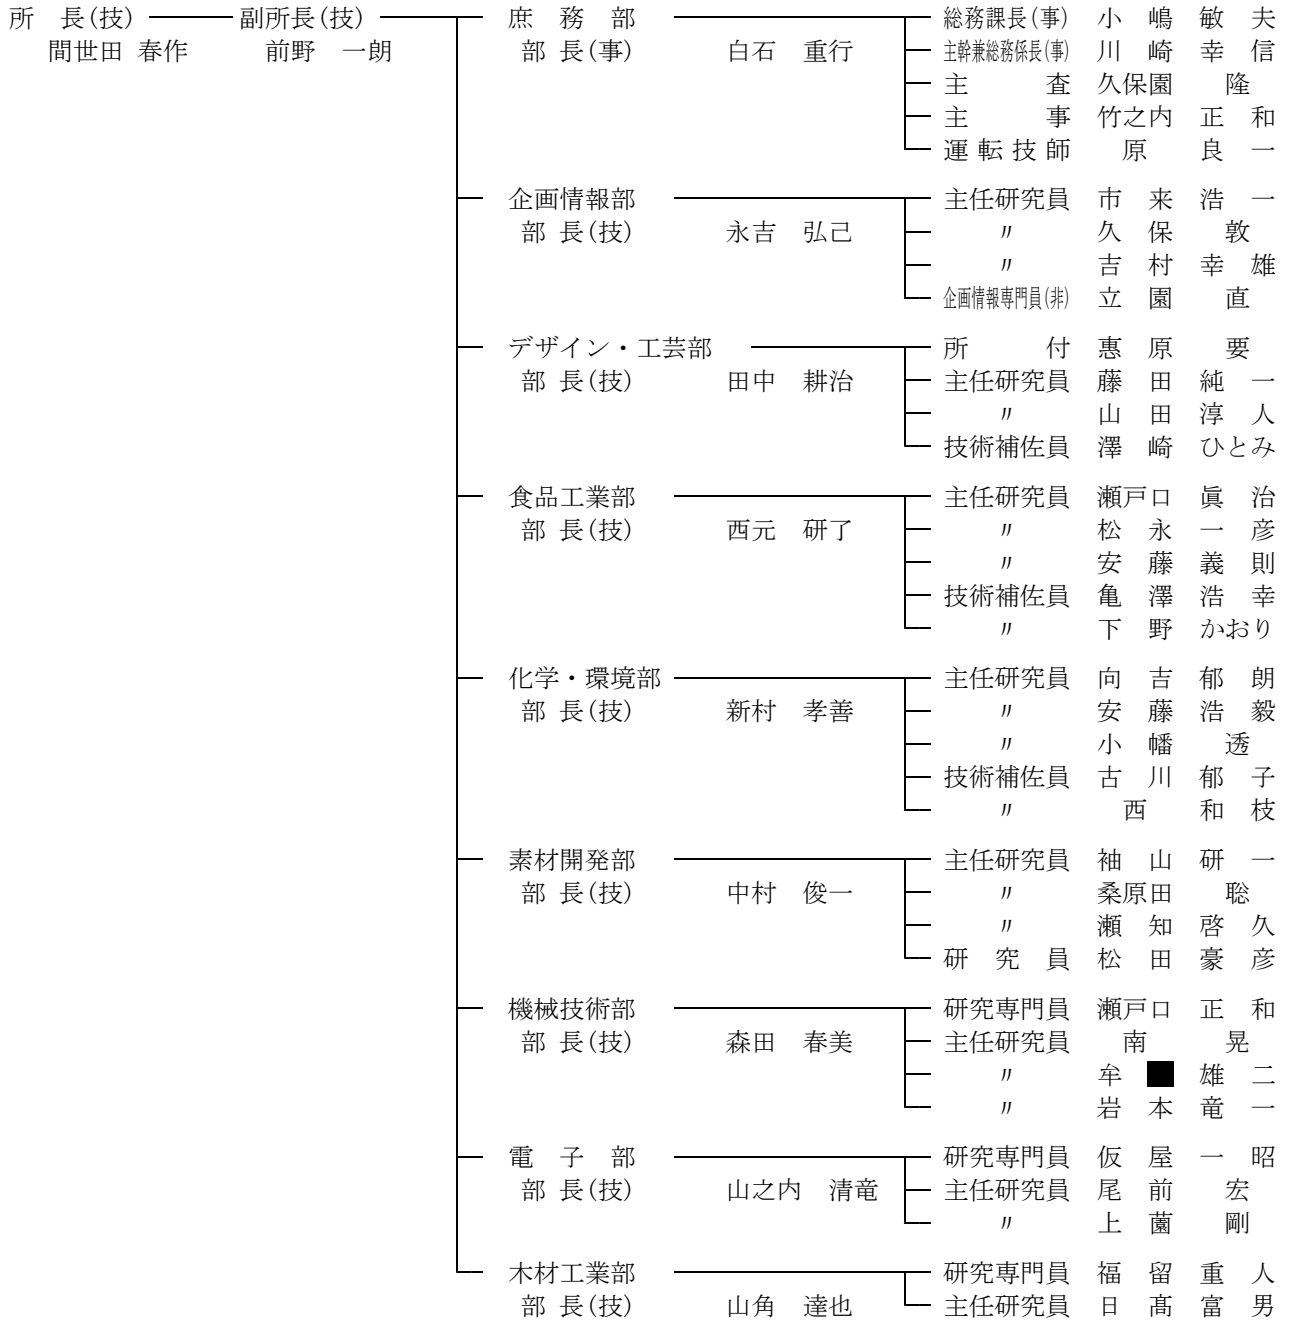 所　長(技)　副所長(技)　庶　務　部　総務課長(事)　小　嶋　敏　夫
間世田 春作　前野　一朗　部 長(事)　白石　重行　主幹兼総務係長(事)　川　崎　幸　信
主　　　査　久保園　　隆
主　　　事　竹之内　正　和
運 転 技 師　原　　良　一
企画情報部　主任研究員　市　来　浩　一
部 長(技)　永吉　弘己　〃　久　保　　敦
〃　吉　村　幸　雄
企画情報専門員(非)　立　園　　直
デザイン・工芸部　所　　　付　惠　原　　要
部 長(技)　田中　耕治　主任研究員　藤　田　純　一
〃　山　田　淳　人
技術補佐員　澤　崎　ひとみ
食品工業部　主任研究員　瀬戸口　眞　治
部 長(技)　西元　研了　〃　松　永　一　彦
〃　安　藤　義　則
技術補佐員　亀　澤　浩　幸
〃　下　野　かおり
化学・環境部　主任研究員　向　吉　郁　朗
部 長(技)　新村　孝善　〃　安　藤　浩　毅
〃　小　幡　　透
技術補佐員　古　川　郁　子
〃　西　　和　枝
素材開発部　主任研究員　袖　山　研　一
部 長(技)　中村　俊一　〃　桑原田　　聡
〃　瀬　知　啓　久
研　究　員　松　田　豪　彦
機械技術部　研究専門員　瀬戸口　正　和
部 長(技)　森田　春美　主任研究員　南　　　晃
〃　牟　　雄　二
〃　岩　本　竜　一
電　子　部　研究専門員　仮　屋　一　昭
部 長(技)　山之内　清竜　主任研究員　尾　前　　宏
〃　上　薗　　剛
木材工業部　研究専門員　福　留　重　人
部 長(技)　山角　達也　主任研究員　日　髙　富　男